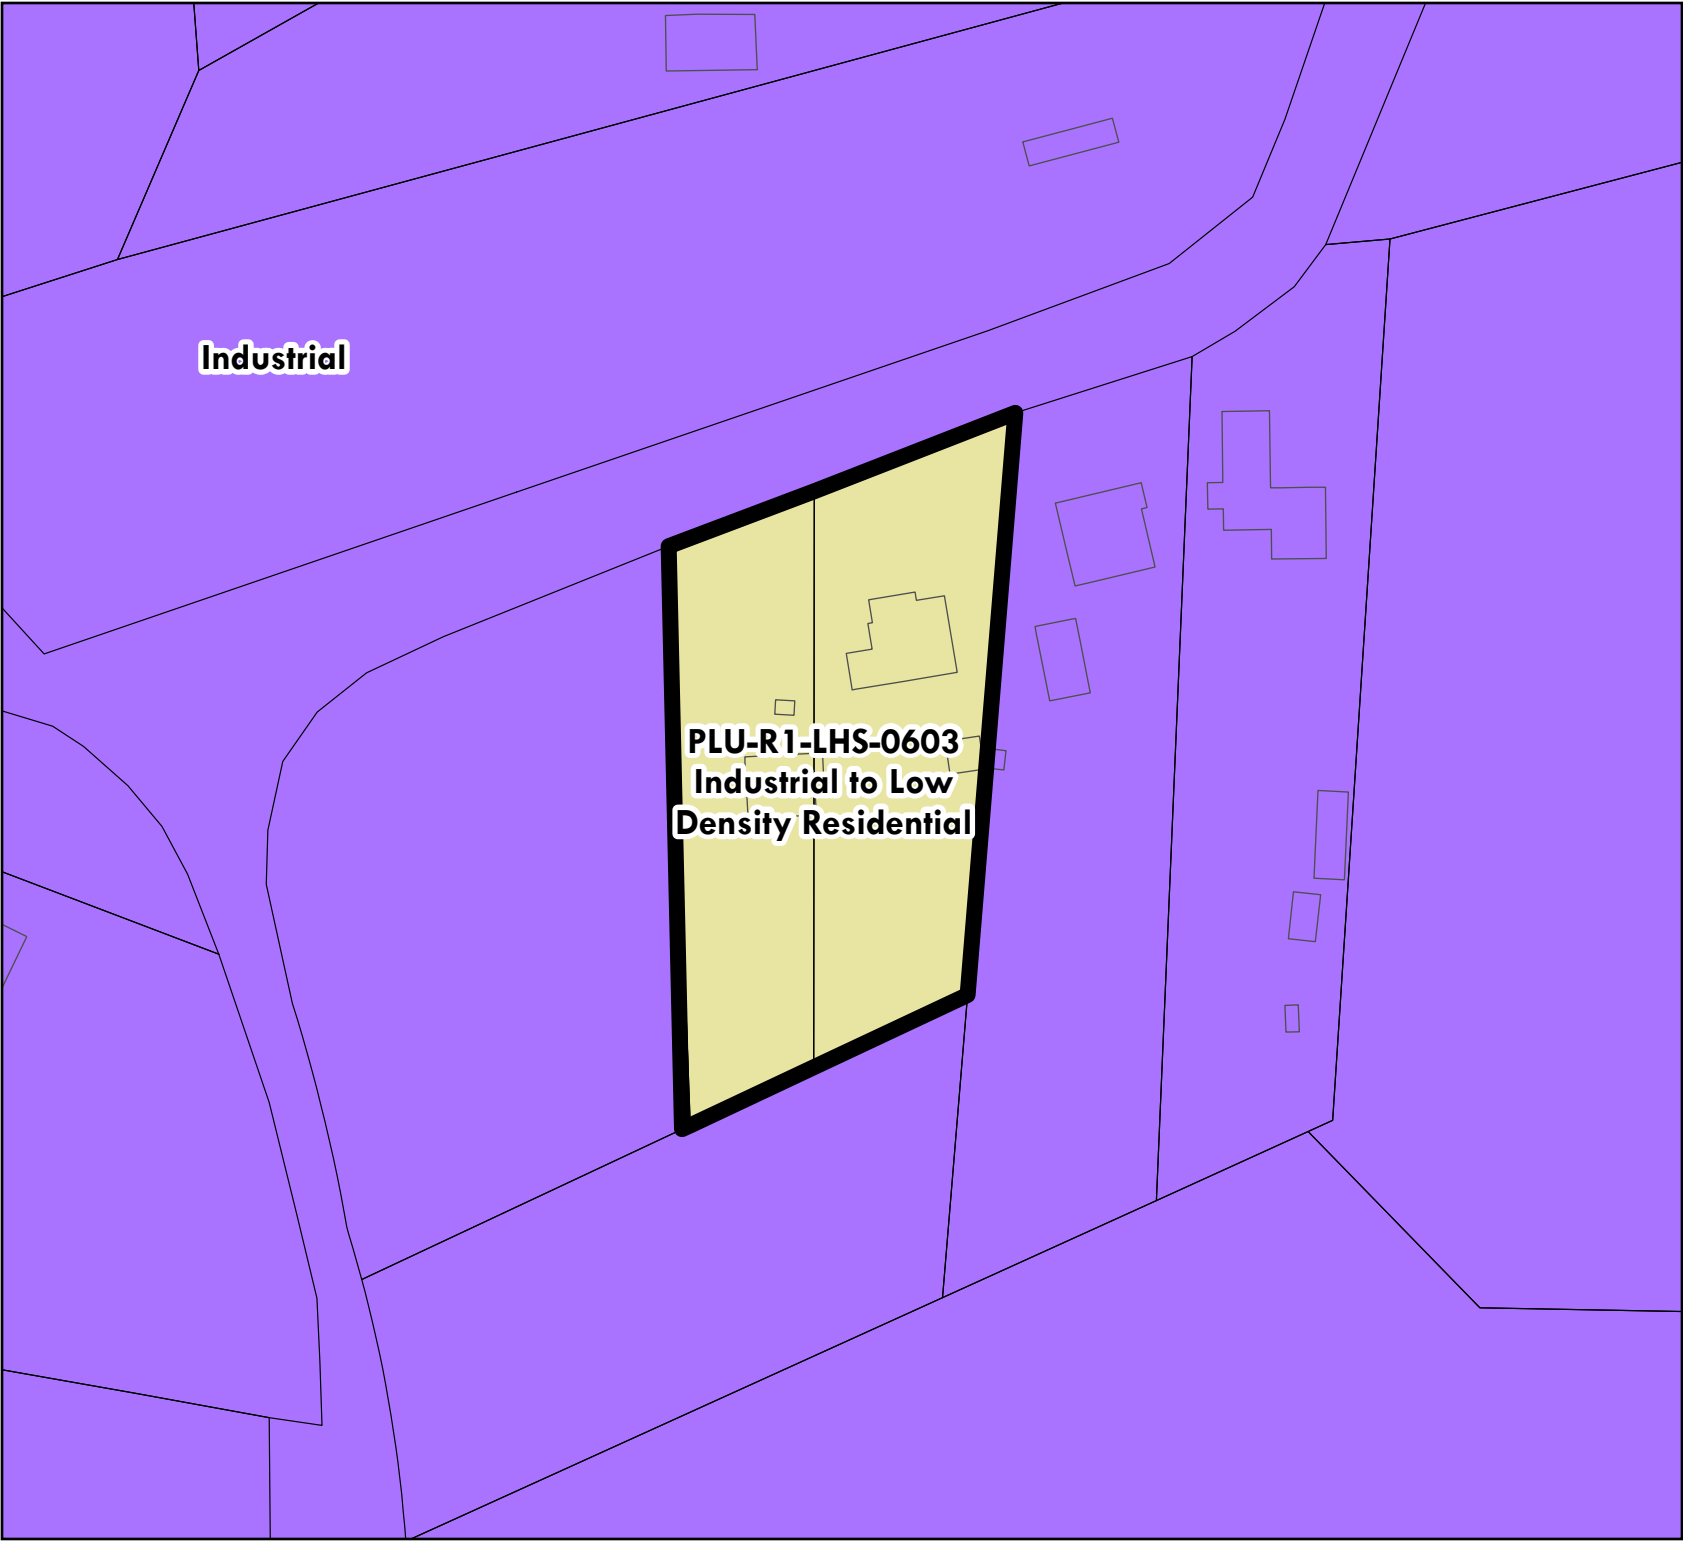 Industrial
PLU-R1-LHS-0603
Industrial to Low
Density Residential